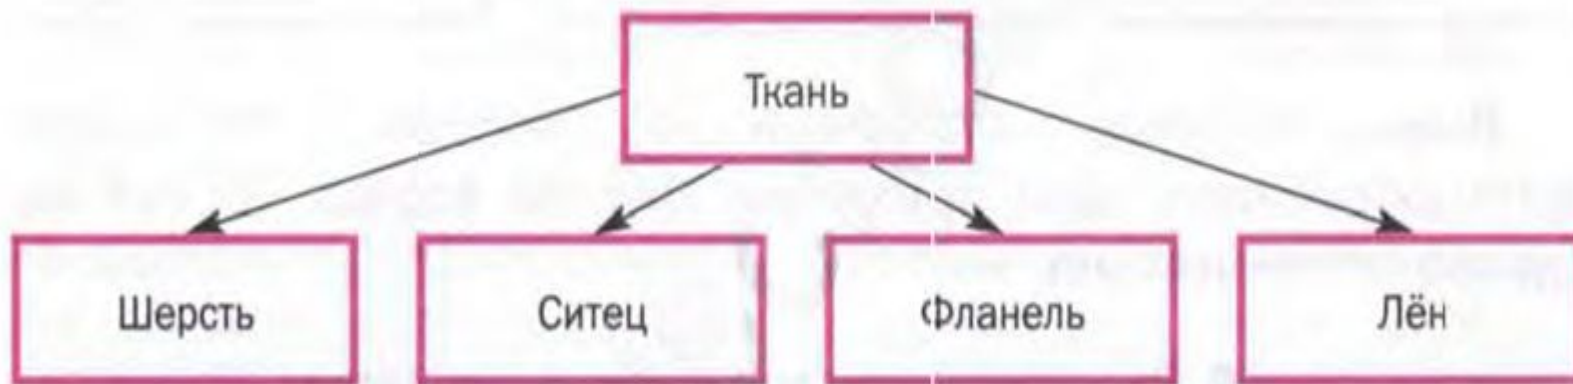 Ткань
Шерсть
Ситец
Фланель
Лён